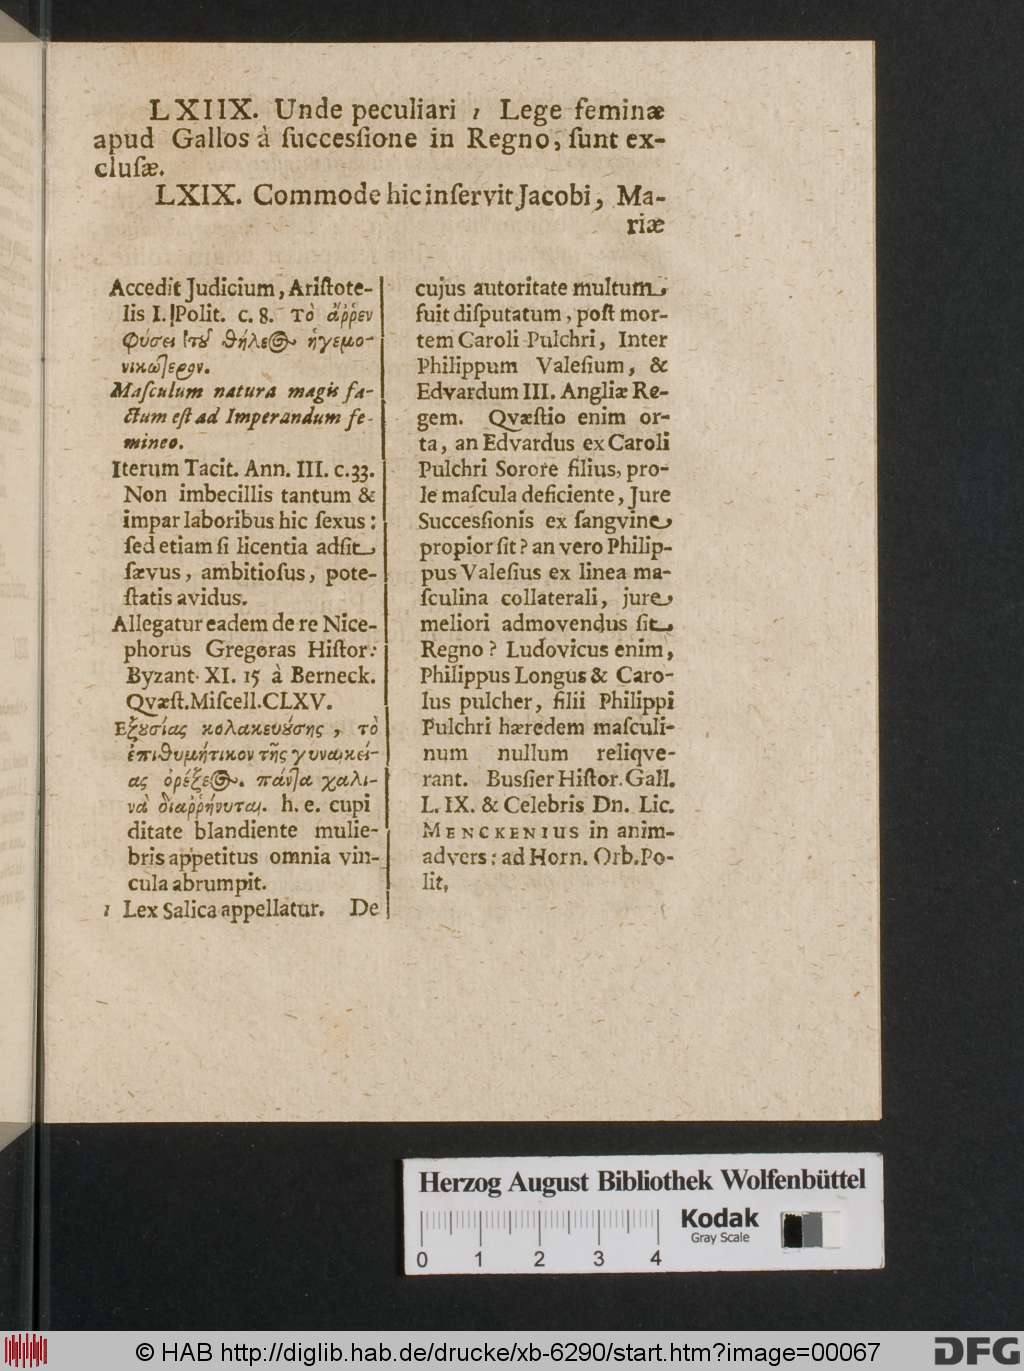 LXIIX. Unde peculiari 1 Lege feminæ
apud Gallos à ſuccesſione in Regno, ſunt ex-
cluſæ.
LXIX. Commode hic inſervit Jacobi, Ma-
riæ
Accedit Judicium, Ariſtote-
lis I. Polit. c. 8. Τὸ ἄῤῥεν
φύσει τȣ͂ θήλεος ἡγεμο-
νικώτερον.
Maſculum natura magis fa-
ctum eſt ad Imperandum fe-
mineo.
Iterum Tacit. Ann. III. c. 33.
Non imbecillis tantum &
impar laboribus hic ſexus:
ſed etiam ſi licentia adſit
ſævus, ambitioſus, pote-
ſtatis avidus.
Allegatur eadem de re Nice-
phorus Gregoras Hiſtor:
Byzant. XI. 15 à Berneck.
Qvæſt. Miſcell. CLXV.
Εξȣσίας κολακευȣ́σης, τὸ
ἐπιθυμήτικον τῆς γυναικεί-
ας ὀρέξεος. πάντα χαλι-
νὰ διαῤῥήνυται. h. e. cupi
ditate blandiente mulie-
bris appetitus omnia vin-
cula abrumpit.
1 Lex Salica appellatur. De
cujus autoritate multum
fuit diſputatum, poſt mor-
tem Caroli Pulchri, Inter
Philippum Valeſium, &
Edvardum III. Angliæ Re-
gem. Qvæſtio enim or-
ta, an Edvardus ex Caroli
Pulchri Sorore filius, pro-
le maſcula deficiente, Jure
Succeſſionis ex ſangvine
propior ſit? an vero Philip-
pus Valeſius ex linea ma-
ſculina collaterali, jure
meliori admovendus ſit
Regno? Ludovicus enim,
Philippus Longus & Caro-
lus pulcher, filii Philippi
Pulchri hæredem maſculi-
num nullum reliqve-
rant. Busſier Hiſtor. Gall.
L. IX. & Celebris Dn. Lic.
MENCKENIUS in anim-
advers: ad Horn. Orb. Po-
lit,
Herzog August Bibliothek Wolfenbüttel
Kodak
Gray Scale
0 1 2 3 4
© HAB http://diglib.hab.de/drucke/xb-6290/start.htm?image=00067
DFG